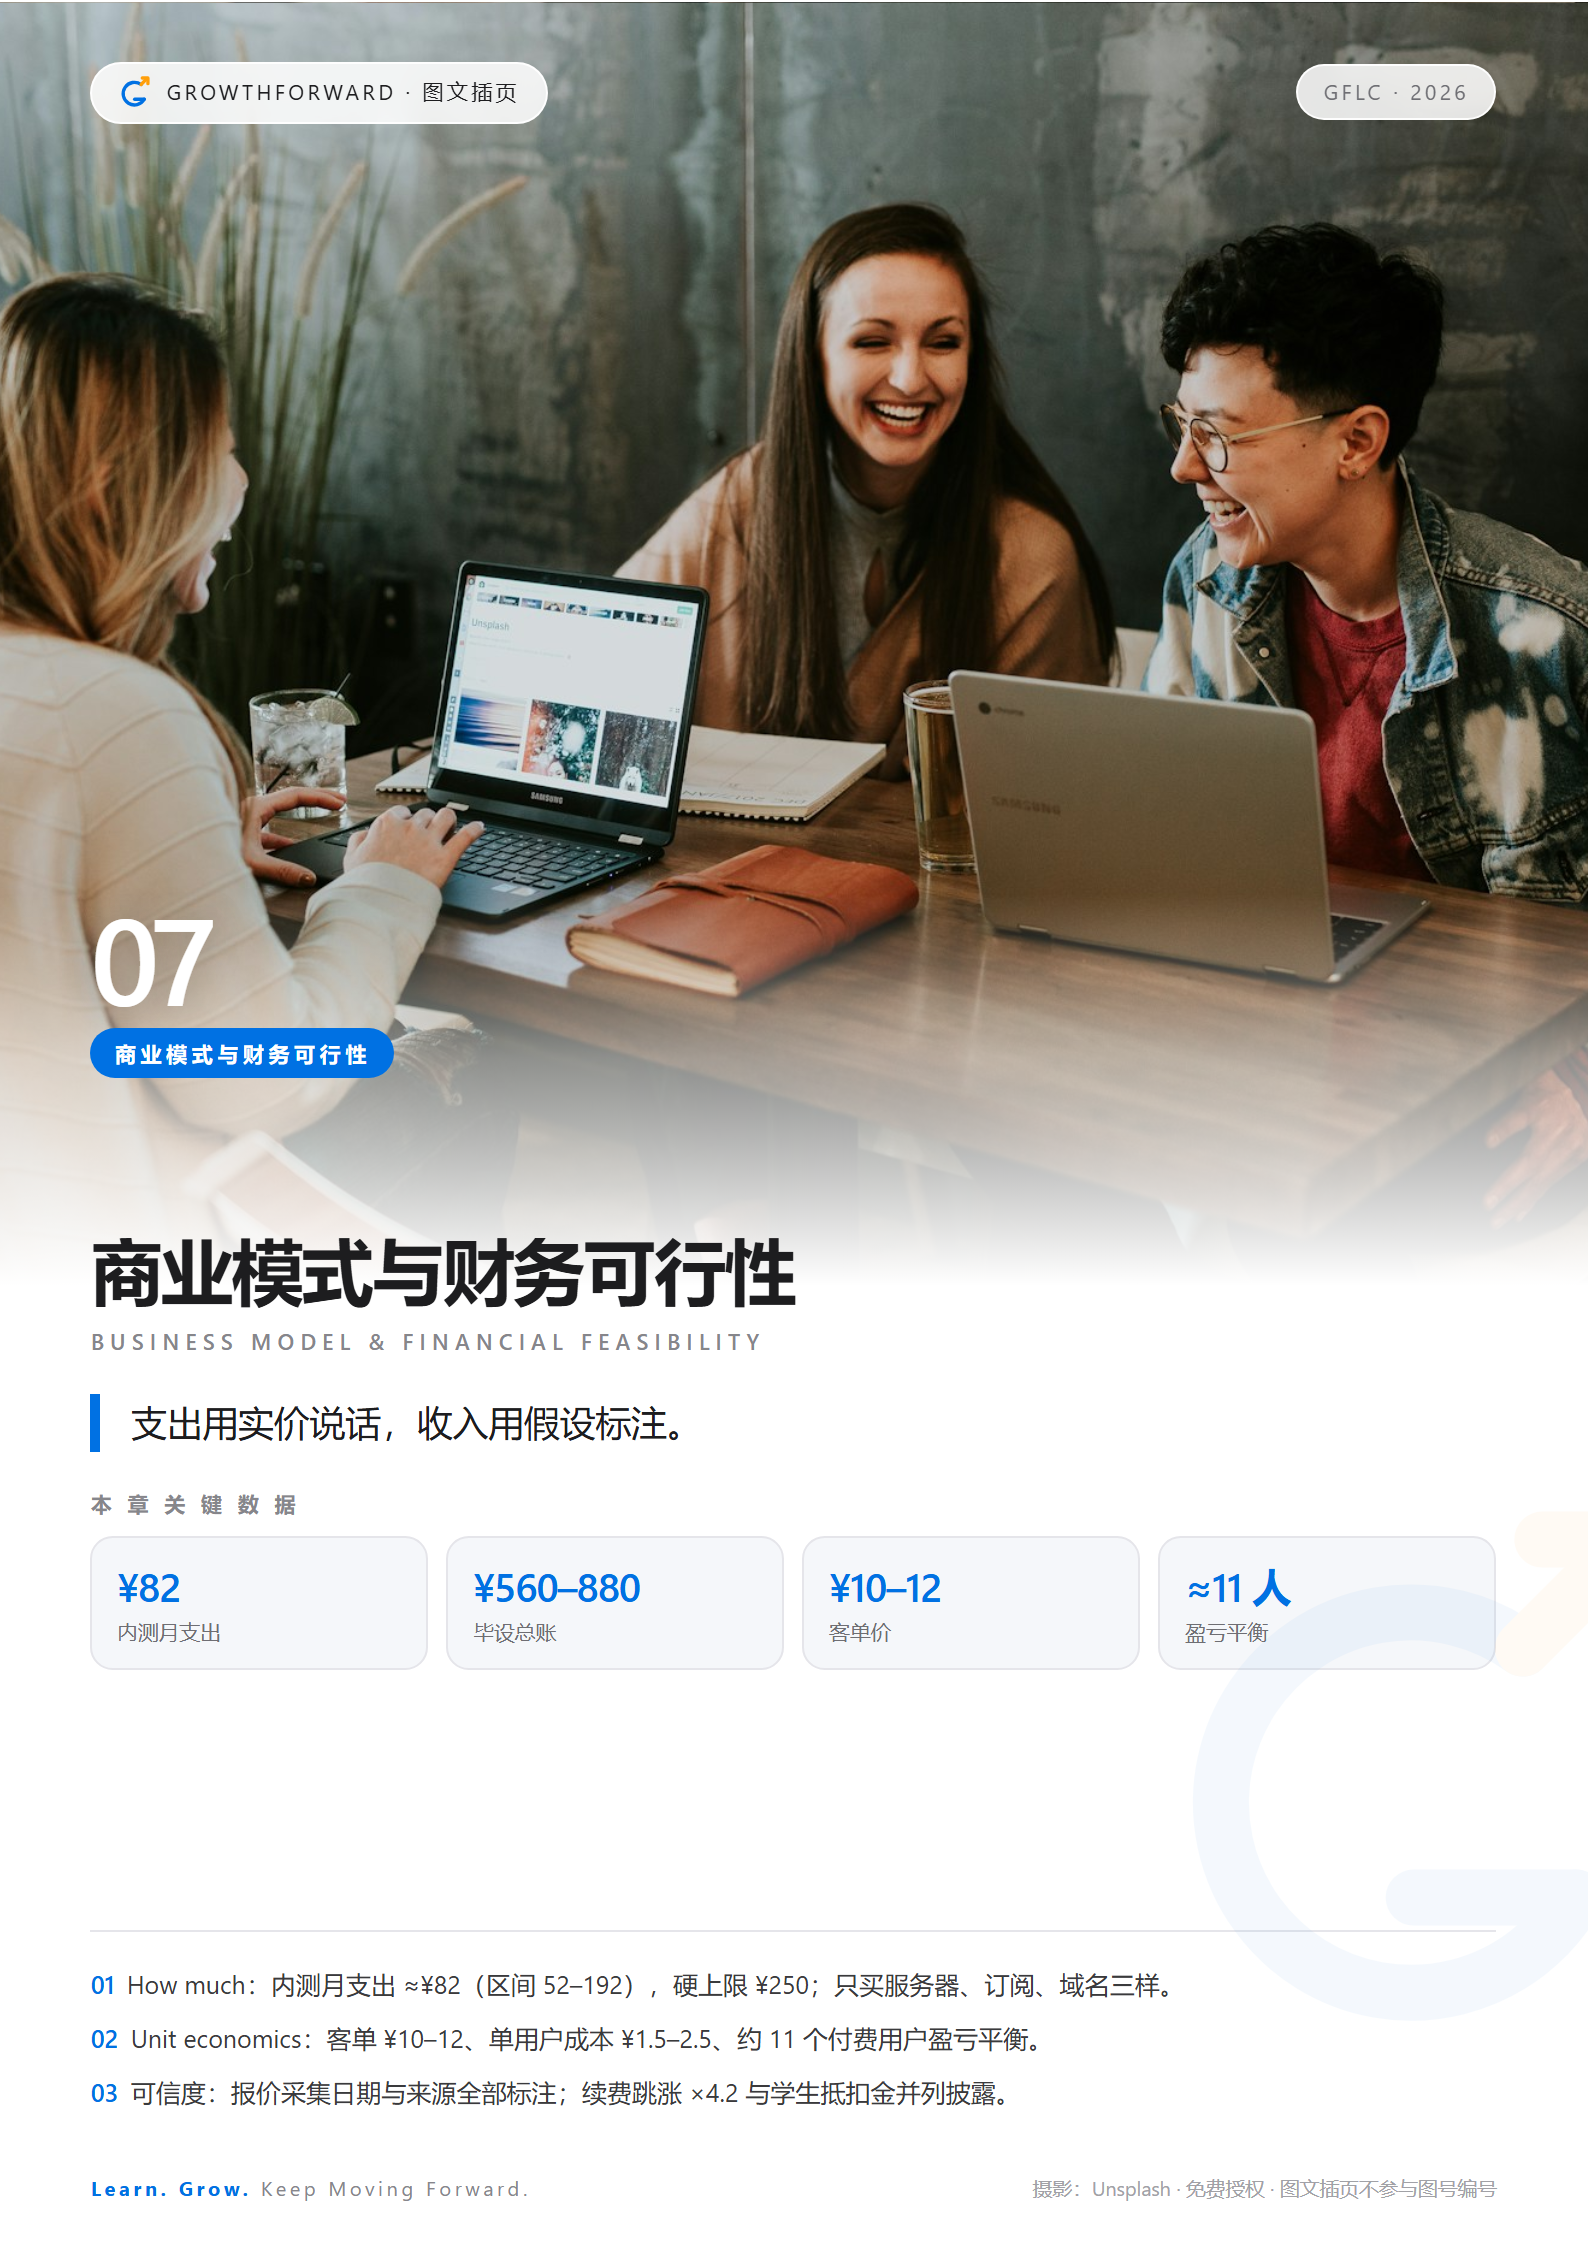 GROWTHFORWARD · 图文插页
GFLC · 2026
Unsplash
SAMSUNG
chrome
SAMSUNG
07
商业模式与财务可行性
商业模式与财务可行性
BUSINESS MODEL & FINANCIAL FEASIBILITY
支出用实价说话，收入用假设标注。
本章关键数据
¥82
内测月支出
¥560–880
毕设总账
¥10–12
客单价
≈11 人
盈亏平衡
01 How much：内测月支出 ≈¥82（区间 52–192），硬上限 ¥250；只买服务器、订阅、域名三样。
02 Unit economics：客单 ¥10–12、单用户成本 ¥1.5–2.5、约 11 个付费用户盈亏平衡。
03 可信度：报价采集日期与来源全部标注；续费跳涨 ×4.2 与学生抵扣金并列披露。
Learn. Grow. Keep Moving Forward.
摄影：Unsplash · 免费授权 · 图文插页不参与图号编号